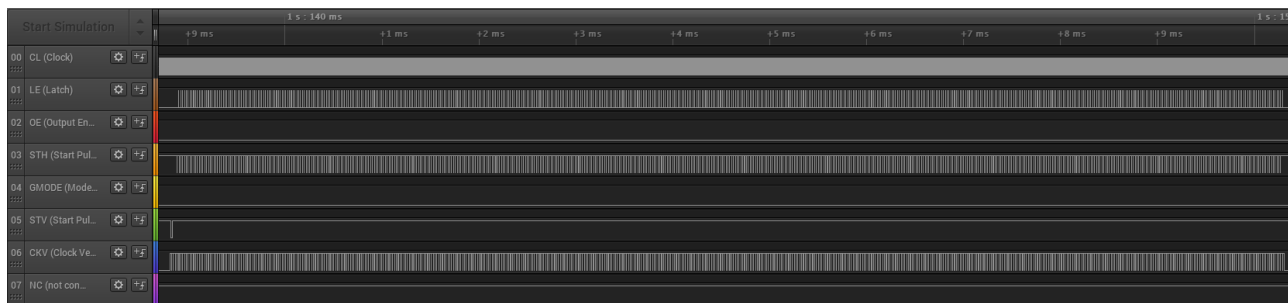 Start Simulation
1 s : 140 ms
1 s : 15
+9 ms
+1 ms
+2 ms
+3 ms
+4 ms
+5 ms
+6 ms
+7 ms
+8 ms
+9 ms
00 CL (Clock)
01 LE (Latch)
02 OE (Output En...
03 STH (Start Pul...
04 GMODE (Mode...
05 STV (Start Pul...
06 CKV (Clock Ve...
07 NC (not con...